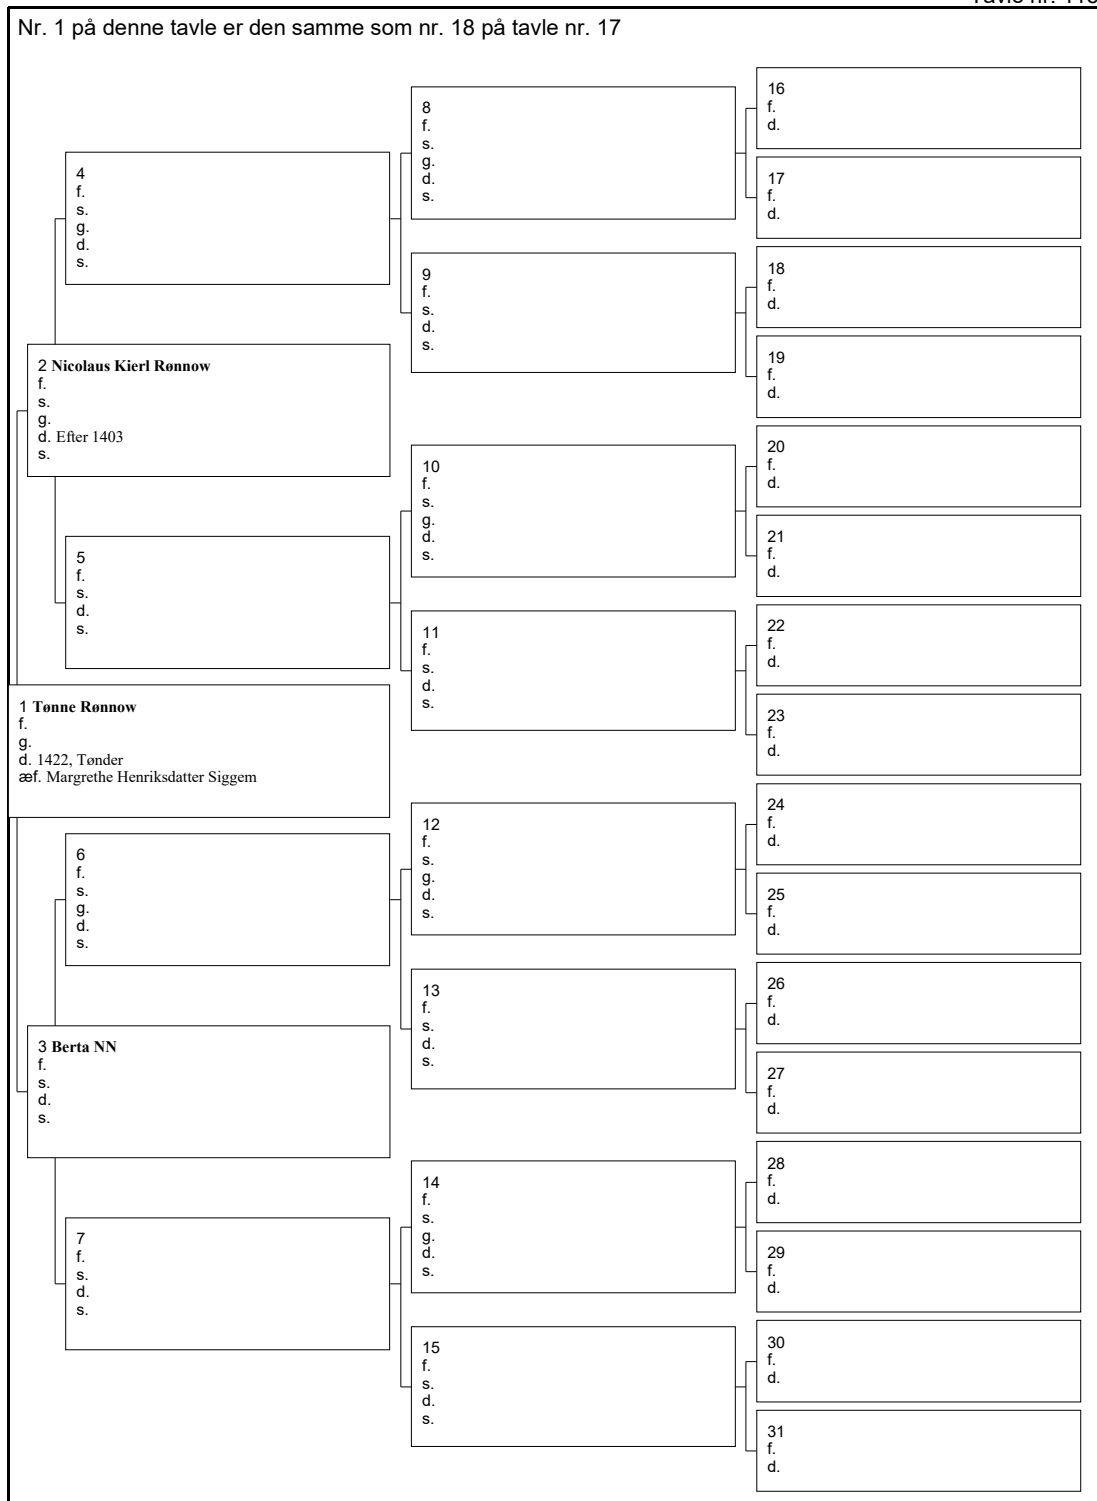 Nr. 1 på denne tavle er den samme som nr. 18 på tavle nr. 17
16
f.
d.
8
f.
s.
g.
d.
s.
17
f.
d.
4
f.
s.
g.
d.
s.
18
f.
d.
9
f.
s.
d.
s.
19
f.
d.
2 Nicolaus Kierl Rønnow
f.
s.
g.
d. Efter 1403
s.
20
f.
d.
10
f.
s.
g.
d.
s.
21
f.
d.
5
f.
s.
d.
s.
22
f.
d.
11
f.
s.
d.
s.
23
f.
d.
1 Tønne Rønnow
f.
g.
d. 1422, Tønder
æf. Margrethe Henriksdatter Siggem
24
f.
d.
12
f.
s.
g.
d.
s.
25
f.
d.
6
f.
s.
g.
d.
s.
26
f.
d.
13
f.
s.
d.
s.
27
f.
d.
3 Berta NN
f.
s.
d.
s.
28
f.
d.
14
f.
s.
g.
d.
s.
29
f.
d.
7
f.
s.
d.
s.
30
f.
d.
15
f.
s.
d.
s.
31
f.
d.